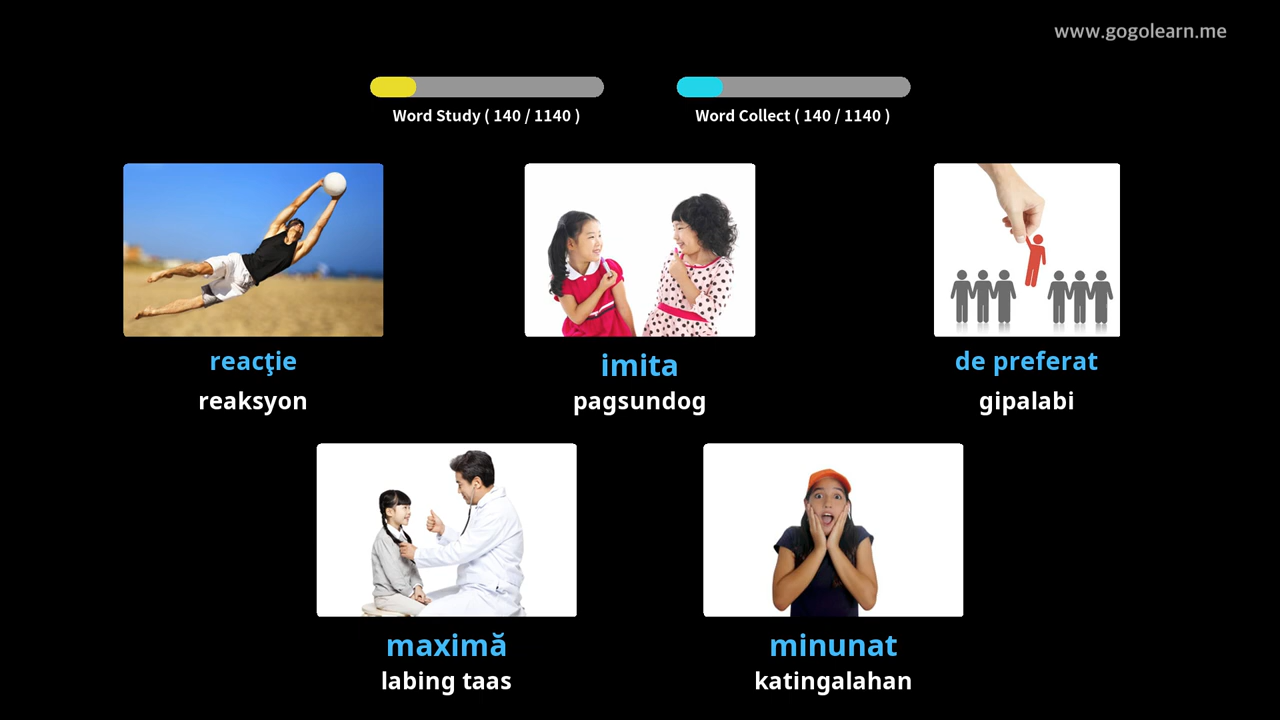 www.gogolearn.me
Word Study ( 140 / 1140 )
Word Collect ( 140 / 1140 )
reacţie
reaksyon
imita
pagsundog
de preferat
gipalabi
maximă
labing taas
minunat
katingalahan